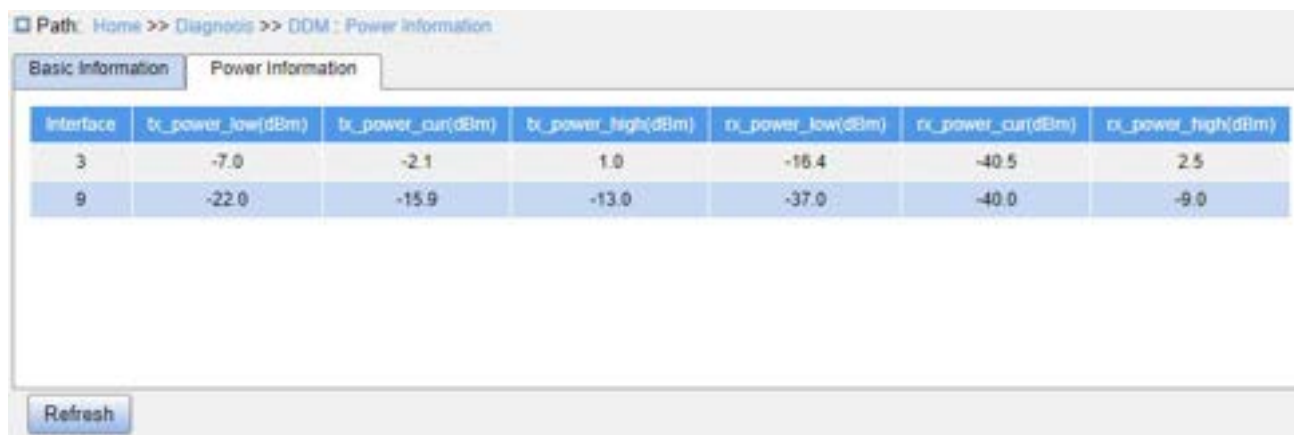 Path: Home >> Diagnosis >> DDM : Power Information
Basic Information Power Information
Interface tx_power_low(dBm) tx_power_cur(dBm) tx_power_high(dBm) rx_power_low(dBm) rx_power_cur(dBm) rx_power_high(dBm)
3 -7.0 -2.1 1.0 -16.4 -40.5 2.5
9 -22.0 -15.9 -13.0 -37.0 -40.0 -9.0
Refresh